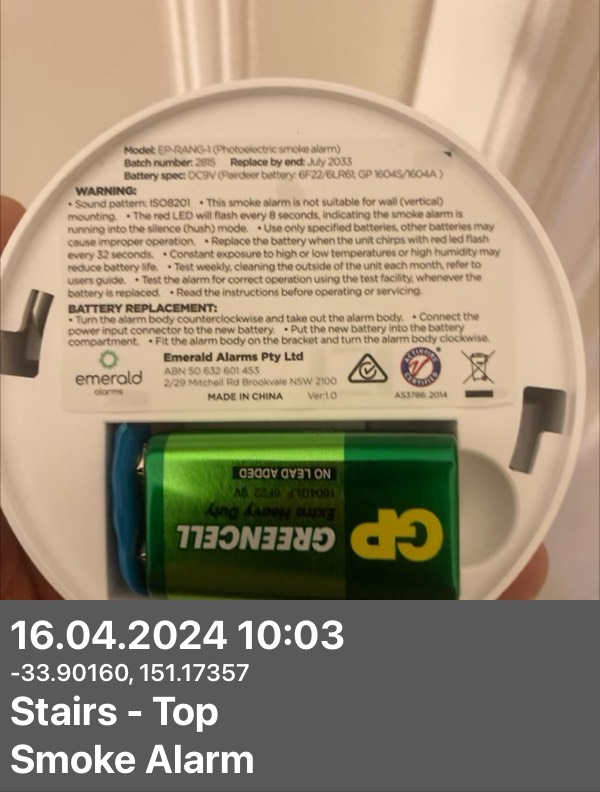 Model: EP-RANG-1 (Photoelectric smoke alarm)
Batch number: 2815 Replace by end: July 2033
Battery spec: DC9V (Pairdeer battery: 6F22/6LR61; GP 1604S/1604A )
WARNING:
• Sound pattern: ISO8201 • This smoke alarm is not suitable for wall (vertical)
mounting. • The red LED will flash every 8 seconds, indicating the smoke alarm is
running into the silence (hush) mode. • Use only specified batteries, other batteries may
cause improper operation. • Replace the battery when the unit chirps with red led flash
every 32 seconds. • Constant exposure to high or low temperatures or high humidity may
reduce battery life. • Test weekly, cleaning the outside of the unit each month, refer to
users guide. • Test the alarm for correct operation using the test facility, whenever the
battery is replaced. • Read the instructions before operating or servicing.
BATTERY REPLACEMENT:
• Turn the alarm body counterclockwise and take out the alarm body. • Connect the
power input connector to the new battery. • Put the new battery into the battery
compartment. • Fit the alarm body on the bracket and turn the alarm body clockwise.
emerald
alarms
Emerald Alarms Pty Ltd
ABN 50 632 601 453
2/29 Mitchell Rd Brookvale NSW 2100
MADE IN CHINA Ver:1.0
ACTIVFIRE
CERTIFIED
AS3786: 2014
GP
GREENCELL
Extra Heavy Duty
1604GLF 6F22 9V
NO LEAD ADDED
16.04.2024 10:03
-33.90160, 151.17357
Stairs - Top
Smoke Alarm